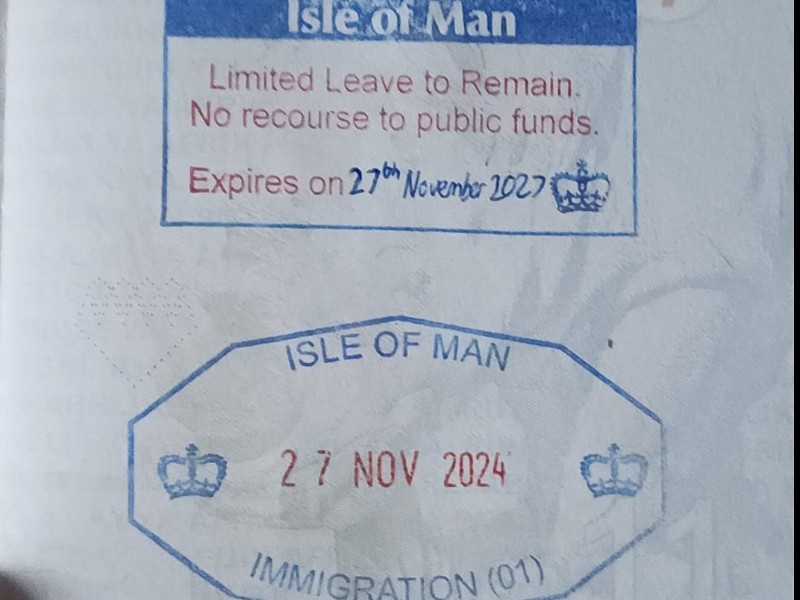 Isle of Man
Limited Leave to Remain.
No recourse to public funds.
Expires on 27th November 2027
ISLE OF MAN
27 NOV 2024
IMMIGRATION (01)
11